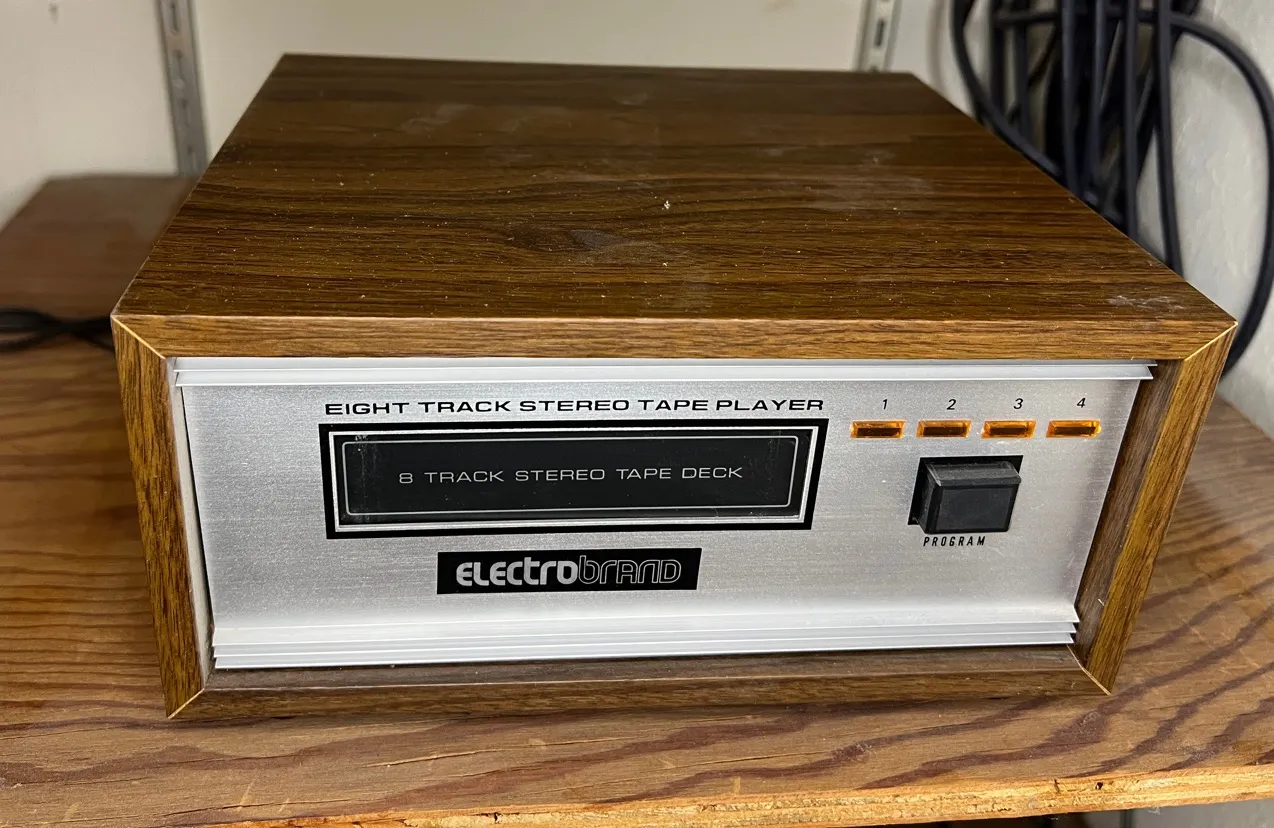 EIGHT TRACK STEREO TAPE PLAYER
1 2 3 4
8 TRACK STEREO TAPE DECK
PROGRAM
ELECtrobrAND